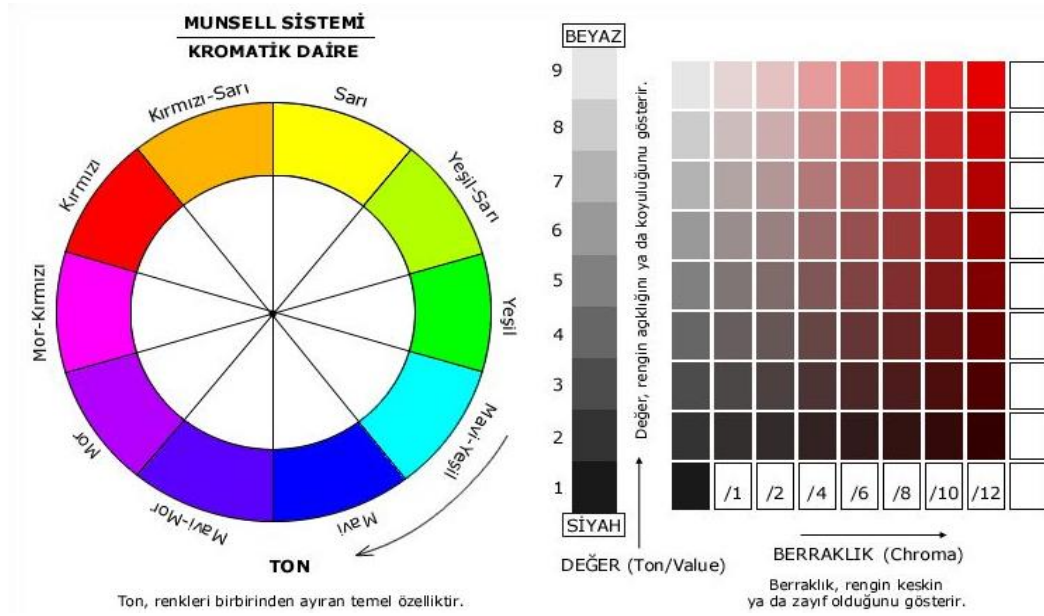 MUNSELL SİSTEMİ
KROMATİK DAİRE
Kırmızı-Sarı
Sarı
Yeşil-Sarı
Yeşil
Mavi-Yeşil
Mavi
Mavi-Mor
Mor
Mor-Kırmızı
Kırmızı
TON
Ton, renkleri birbirinden ayıran temel özelliktir.
BEYAZ
9
8
7
6
5
4
3
2
1
SİYAH
DEĞER (Ton/Value)
Değer, rengin açıklığını ya da koyuluğunu gösterir.
/1 /2 /4 /6 /8 /10 /12
BERRAKLIK (Chroma)
Berraklık, rengin keskin
ya da zayıf olduğunu gösterir.